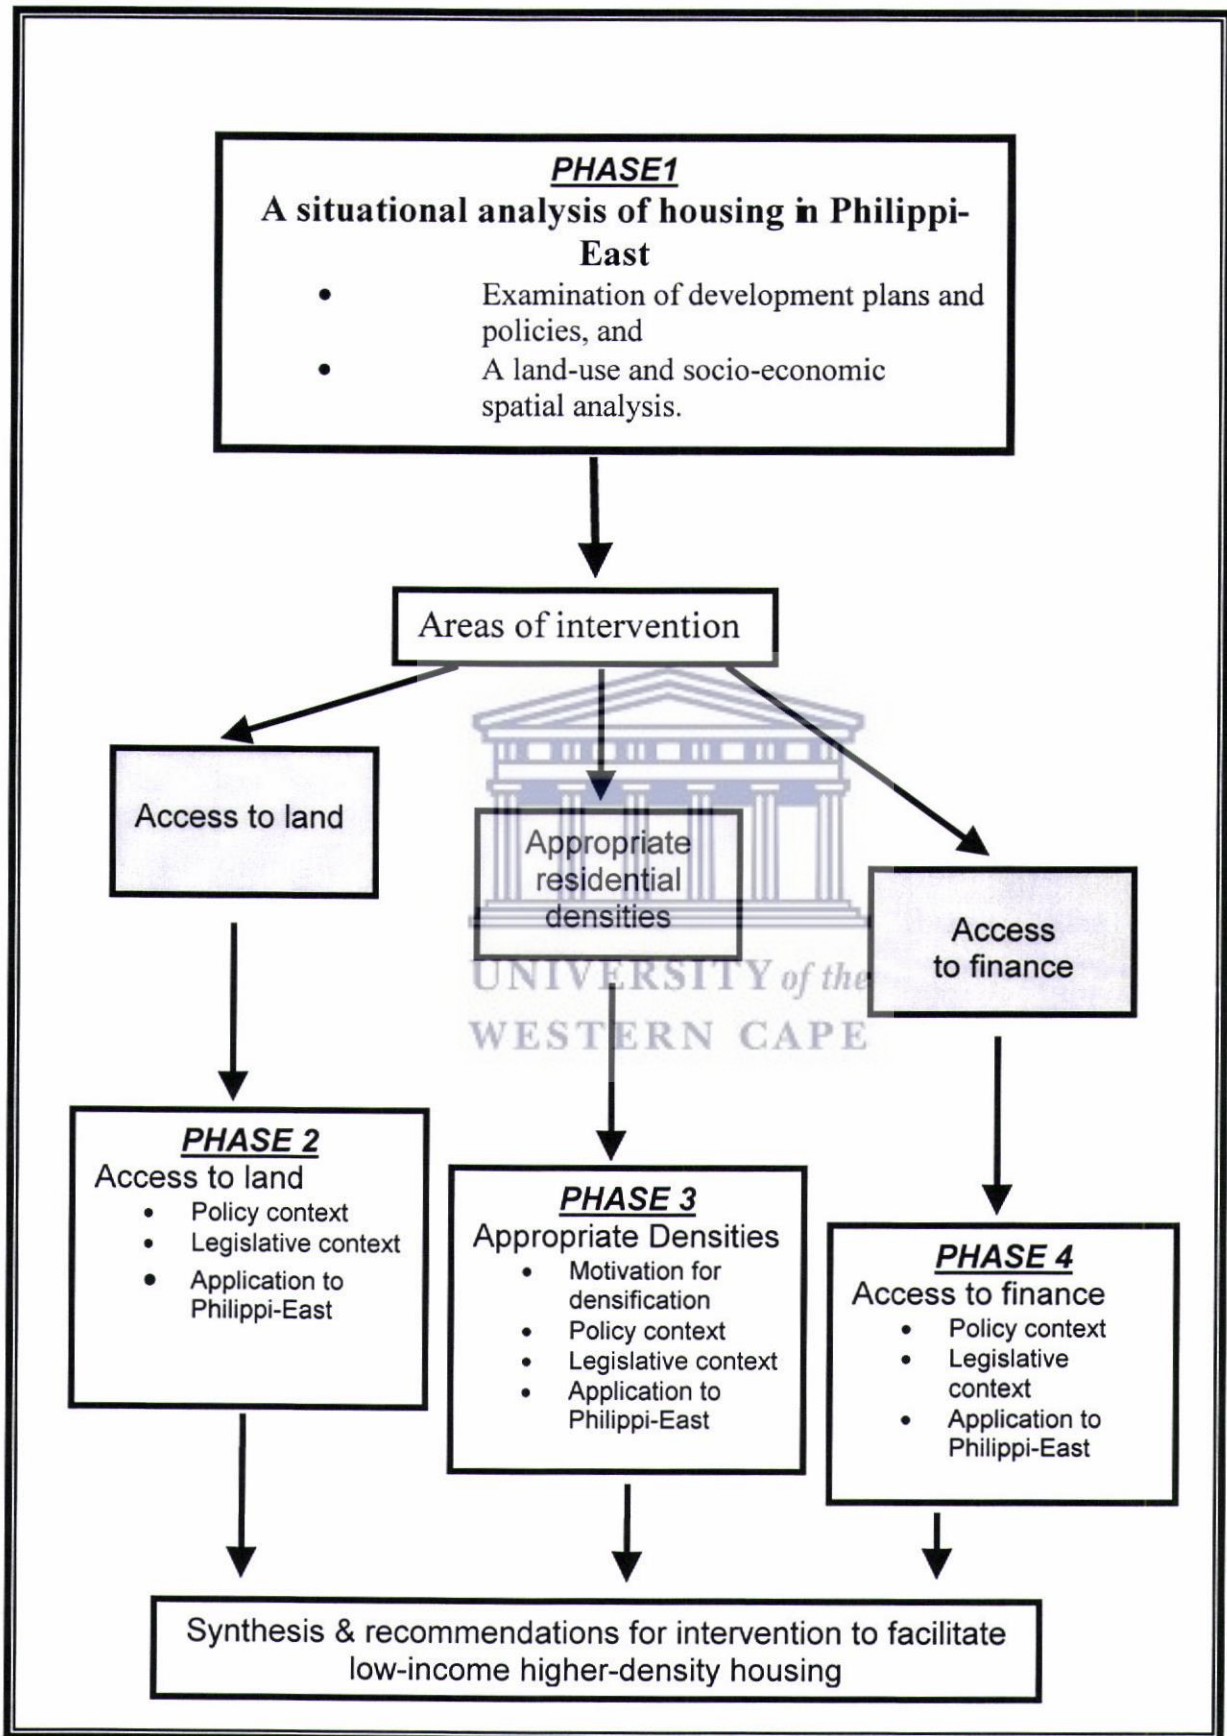 PHASE1
A situational analysis of housing in Philippi-
East
• Examination of development plans and
policies, and
• A land-use and socio-economic
spatial analysis.
Areas of intervention
Access to land
Appropriate
residential
densities
Access
to finance
UNIVERSITY of the
WESTERN CAPE
PHASE 2
Access to land
• Policy context
• Legislative context
• Application to
Philippi-East
PHASE 3
Appropriate Densities
• Motivation for
densification
• Policy context
• Legislative context
• Application to
Philippi-East
PHASE 4
Access to finance
• Policy context
• Legislative
context
• Application to
Philippi-East
Synthesis & recommendations for intervention to facilitate
low-income higher-density housing